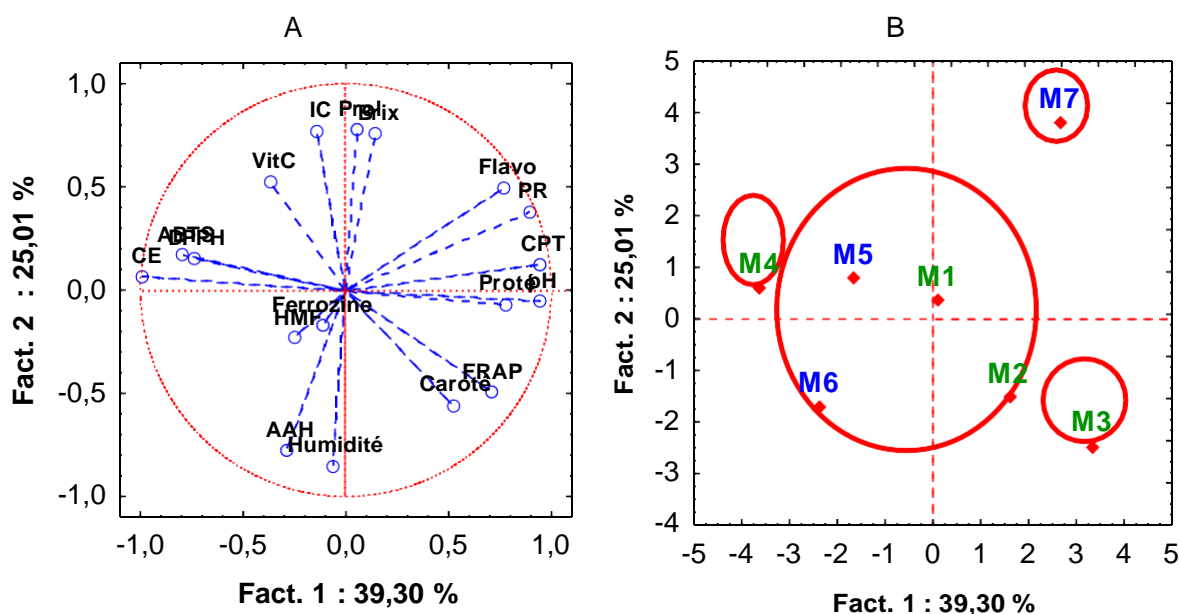 A
1,0
IC Prol Brix
VitC
Flavo
0,5
PR
ABTS
DPPH
CPT
CE
Proté pH
0,0
Ferrozine
HMF
FRAP
Caroté
-0,5
AAH
Humidité
-1,0
-1,0 -0,5 0,0 0,5 1,0
Fact. 1 : 39,30 %
Fact. 2 : 25,01 %
B
5
M7
4
3
2
M4
M5
1
M1
0
-1
M6
M2
-2
M3
-3
-4
-5 -4 -3 -2 -1 0 1 2 3 4 5
Fact. 1 : 39,30 %
Fact. 2 : 25,01 %